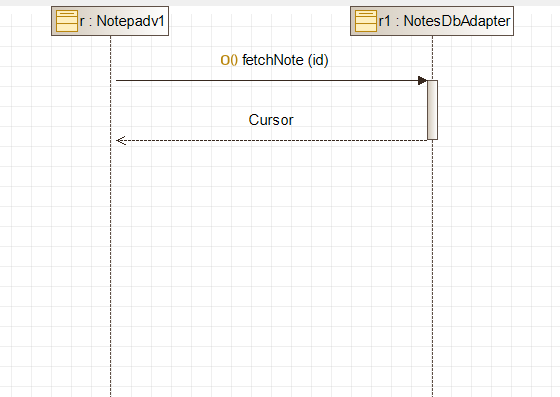 r : Notepadv1
r1 : NotesDbAdapter
O() fetchNote (id)
Cursor